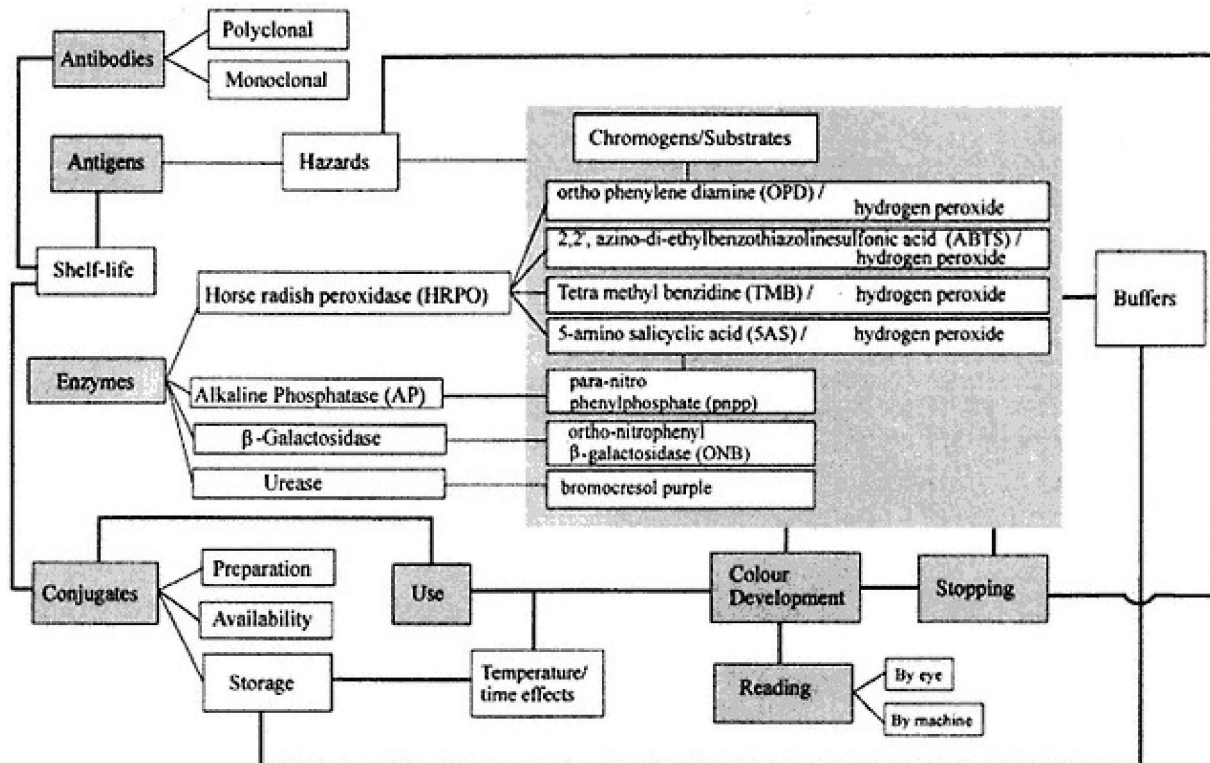 Polyclonal
Antibodies
Monoclonal
Chromogens/Substrates
Antigens
Hazards
ortho phenylene diamine (OPD) /
hydrogen peroxide
2,2', azino-di-ethylbenzothiazolinesulfonic acid (ABTS) /
hydrogen peroxide
Shelf-life
Horse radish peroxidase (HRPO)
Tetra methyl benzidine (TMB) / hydrogen peroxide
Buffers
5-amino salicyclic acid (5AS) / hydrogen peroxide
Enzymes
Alkaline Phosphatase (AP)
para-nitro
phenylphosphate (pnpp)
β-Galactosidase
ortho-nitrophenyl
β-galactosidase (ONB)
Urease
bromocresol purple
Preparation
Conjugates
Availability
Storage
Use
Temperature/
time effects
Colour
Development
Stopping
Reading
By eye
By machine